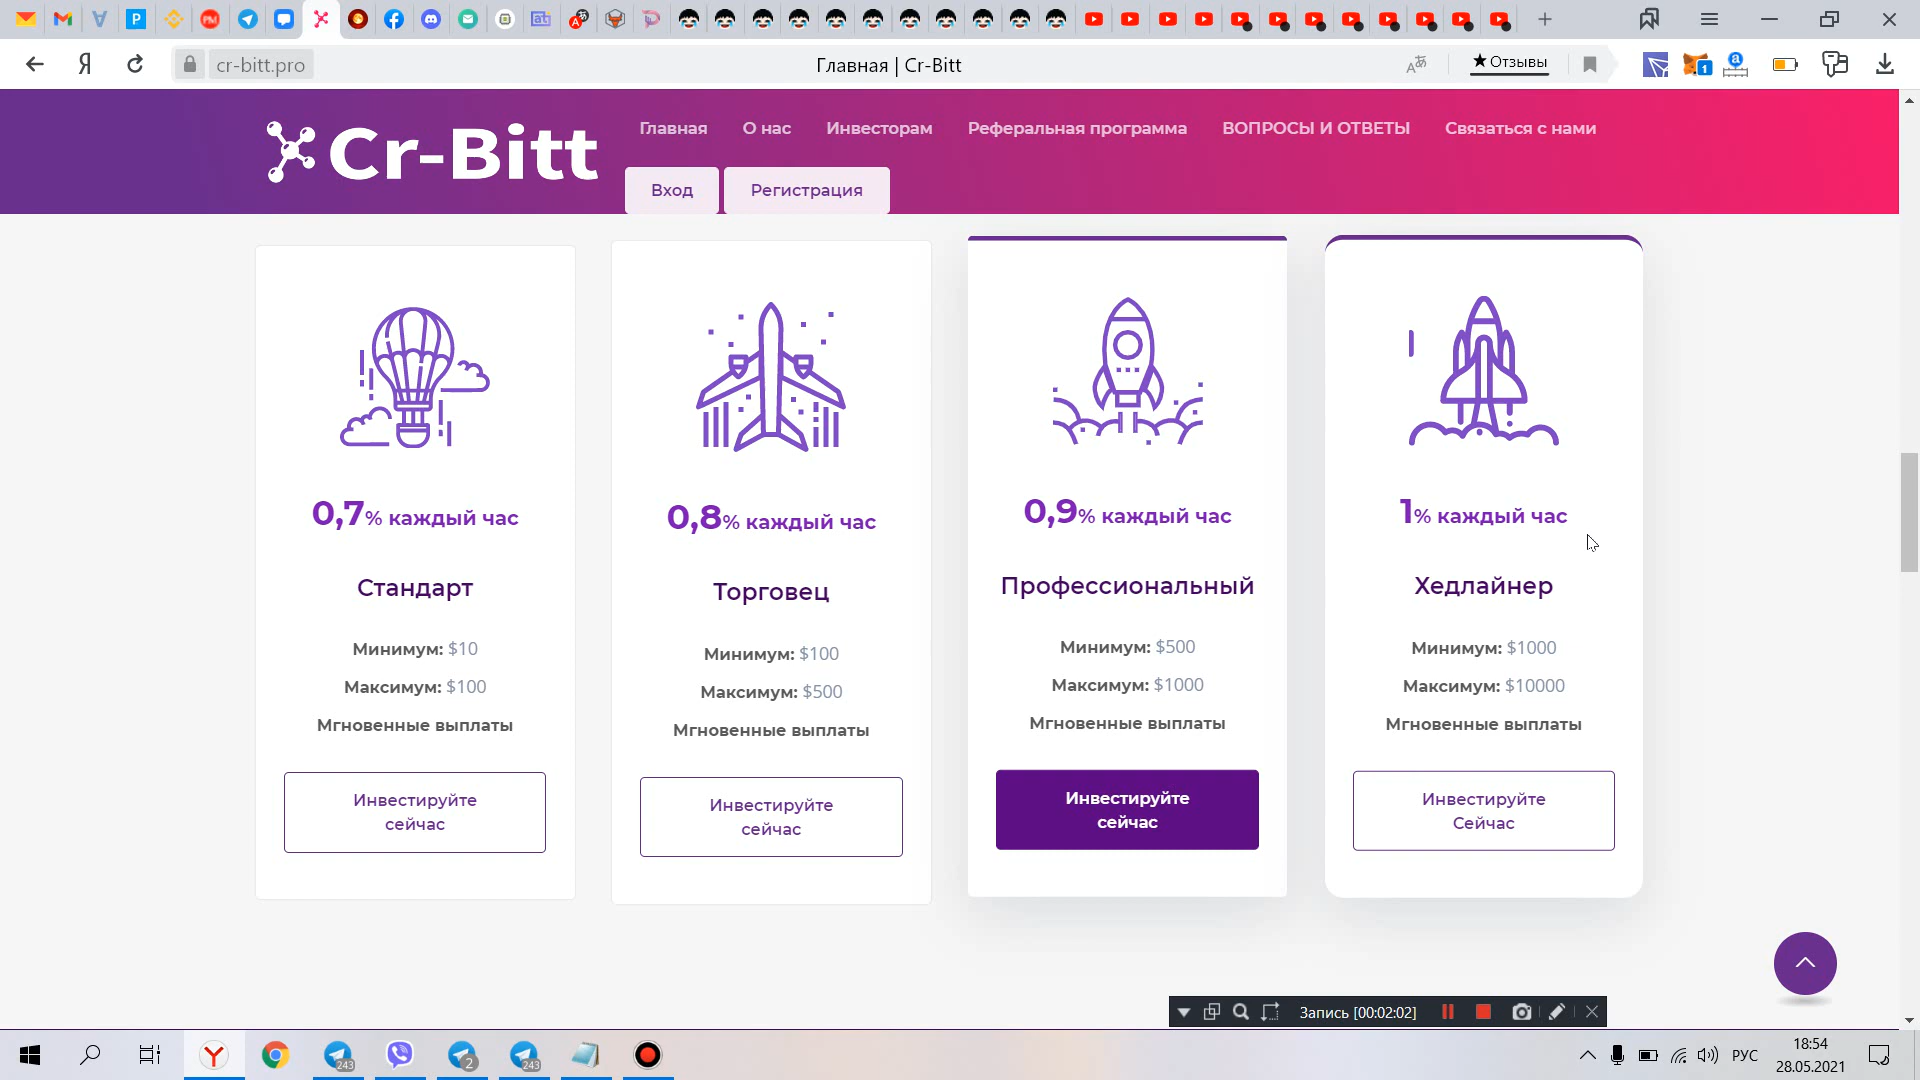 cr-bitt.pro
Главная | Cr-Bitt
★ Отзывы
Cr-Bitt
Главная
О нас
Инвесторам
Реферальная программа
ВОПРОСЫ И ОТВЕТЫ
Связаться с нами
Вход
Регистрация
0,7% каждый час
Стандарт
Минимум: $10
Максимум: $100
Мгновенные выплаты
Инвестируйте
сейчас
0,8% каждый час
Торговец
Минимум: $100
Максимум: $500
Мгновенные выплаты
Инвестируйте
сейчас
0,9% каждый час
Профессиональный
Минимум: $500
Максимум: $1000
Мгновенные выплаты
Инвестируйте
сейчас
1% каждый час
Хедлайнер
Минимум: $1000
Максимум: $10000
Мгновенные выплаты
Инвестируйте
Сейчас
Запись [00:02:02]
243
2
243
РУС
18:54
28.05.2021